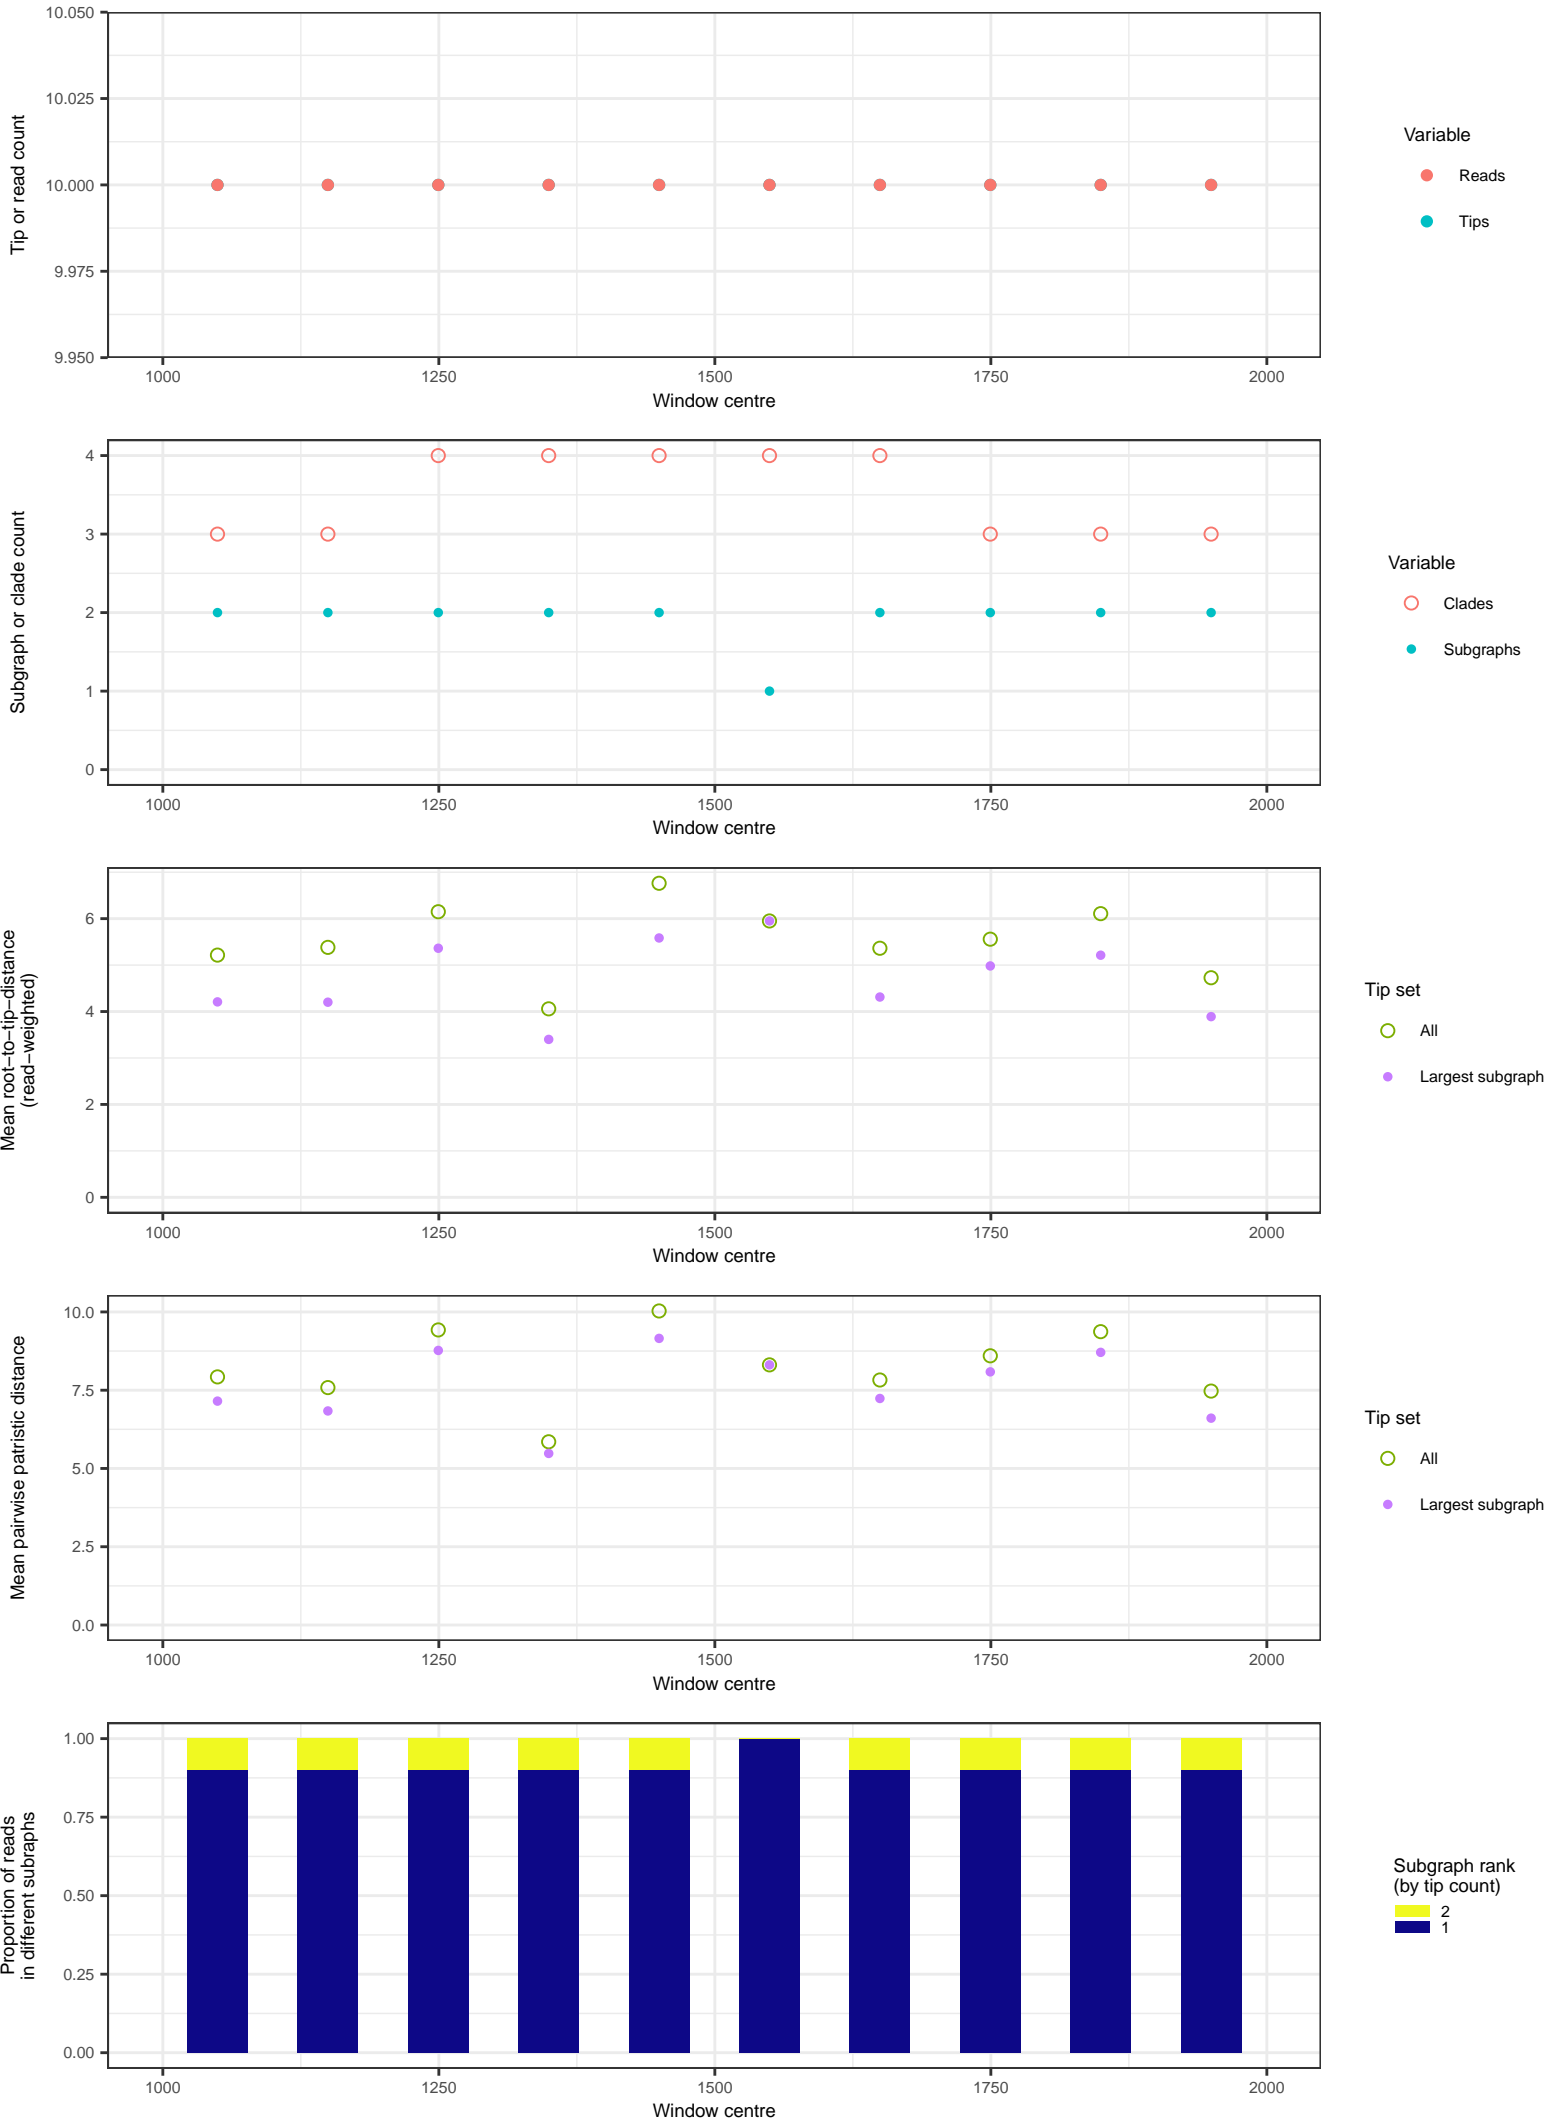 10.050
10.025
10.000
9.975
9.950
Tip or read count
1000 1250 1500 1750 2000
Window centre
Variable
Reads
Tips
4
3
2
1
0
Subgraph or clade count
1000 1250 1500 1750 2000
Window centre
Variable
Clades
Subgraphs
6
4
2
0
Mean root−to−tip−distance
(read−weighted)
1000 1250 1500 1750 2000
Window centre
Tip set
All
Largest subgraph
10.0
7.5
5.0
2.5
0.0
Mean pairwise patristic distance
1000 1250 1500 1750 2000
Window centre
Tip set
All
Largest subgraph
1.00
0.75
0.50
0.25
0.00
Proportion of reads
in different subraphs
1000 1250 1500 1750 2000
Window centre
Subgraph rank
(by tip count)
2
1